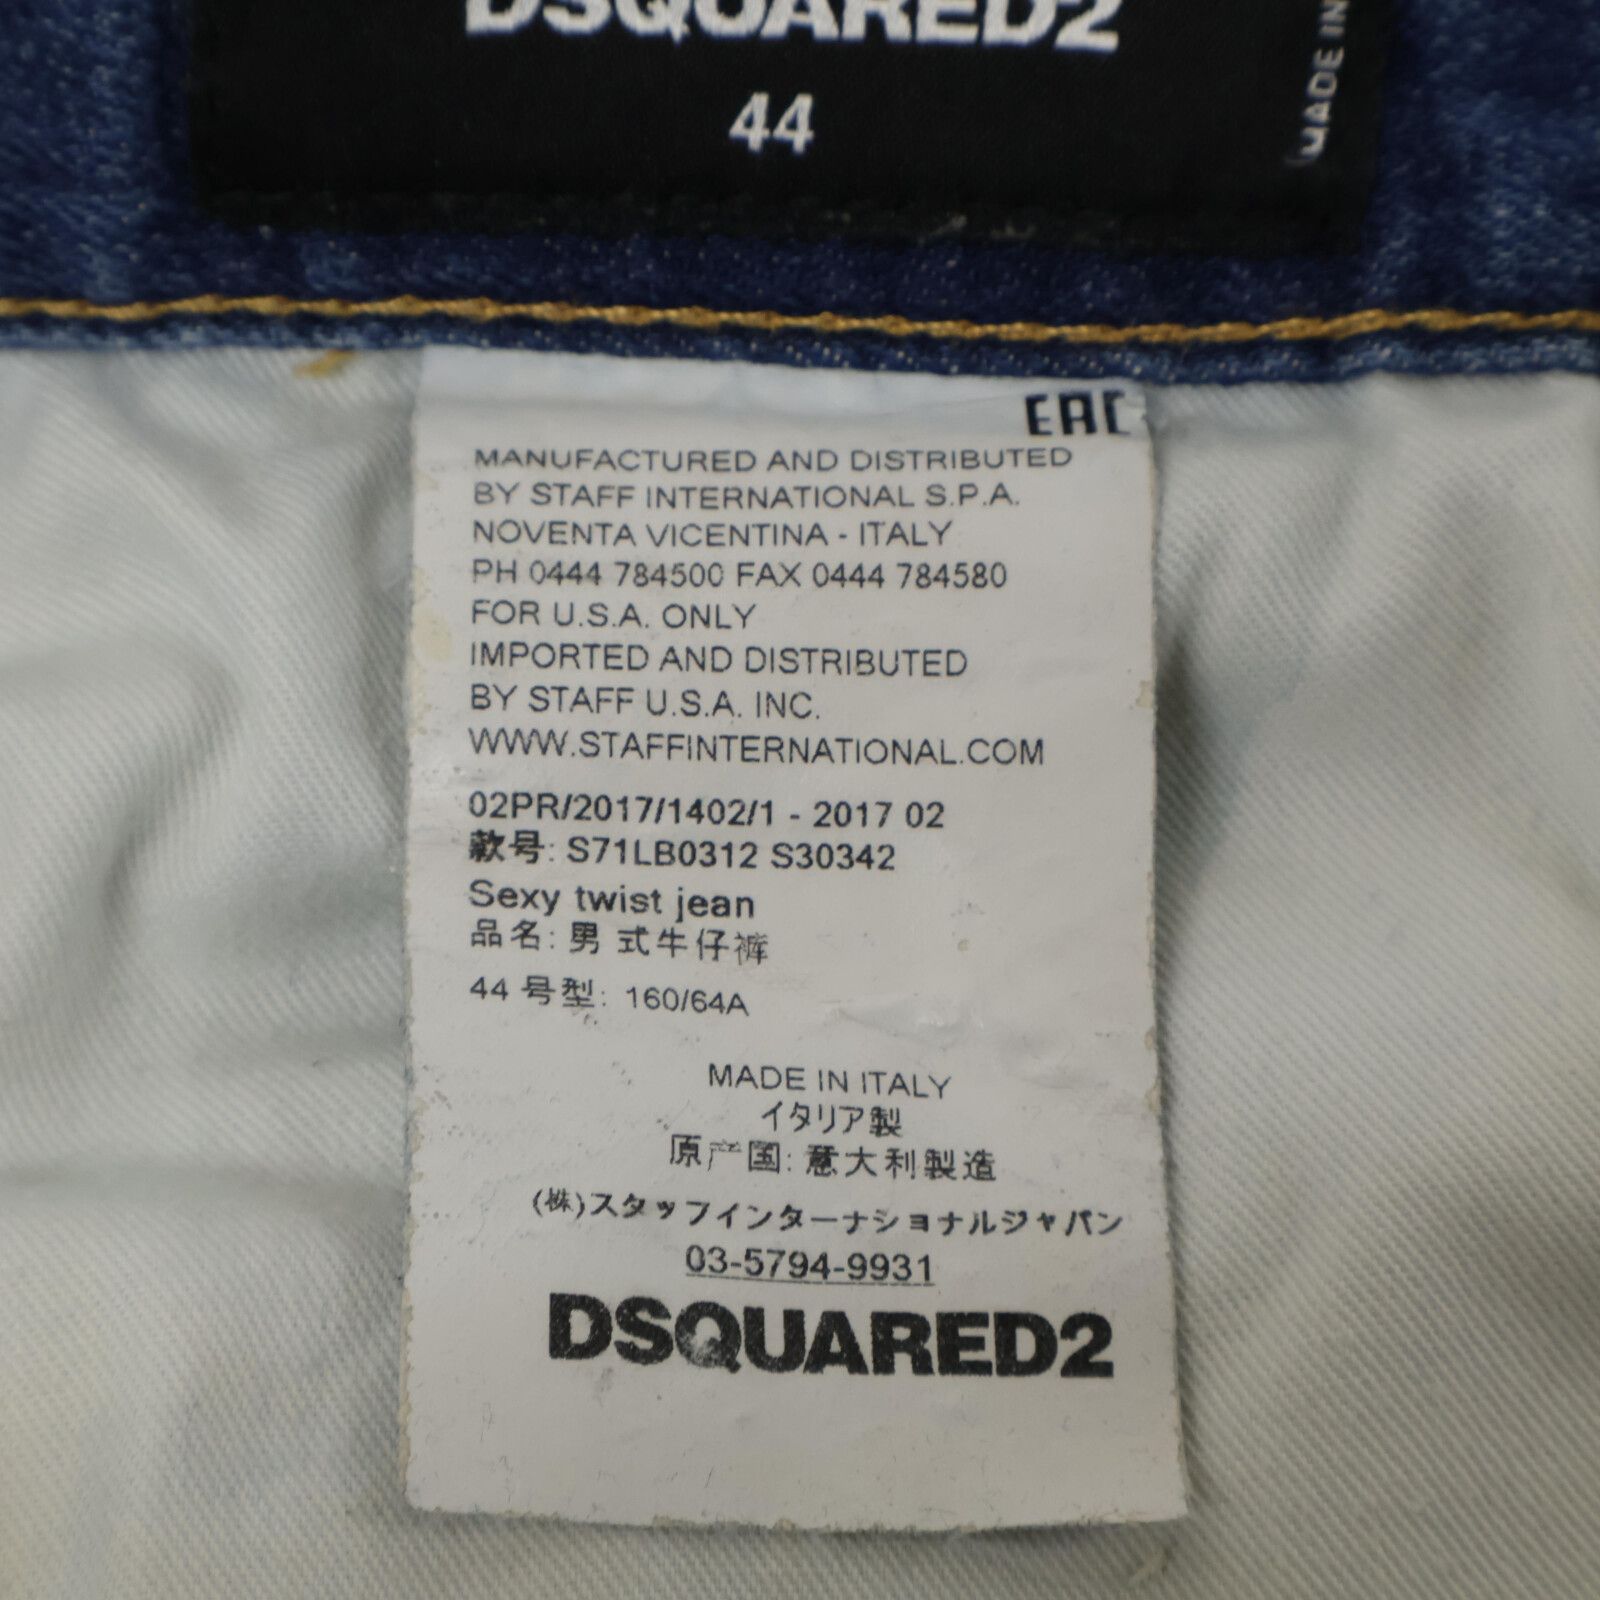 DSQUARED2
44
MADE IN
EAC
MANUFACTURED AND DISTRIBUTED
BY STAFF INTERNATIONAL S.P.A.
NOVENTA VICENTINA - ITALY
PH 0444 784500 FAX 0444 784580
FOR U.S.A. ONLY
IMPORTED AND DISTRIBUTED
BY STAFF U.S.A. INC.
WWW.STAFFINTERNATIONAL.COM
02PR/2017/1402/1 - 2017 02
款号: S71LB0312 S30342
Sexy twist jean
品名: 男 式牛仔裤
44 号型: 160/64A
MADE IN ITALY
イタリア製
原产国: 意大利製造
(株)スタッフインターナショナルジャパン
03-5794-9931
DSQUARED2